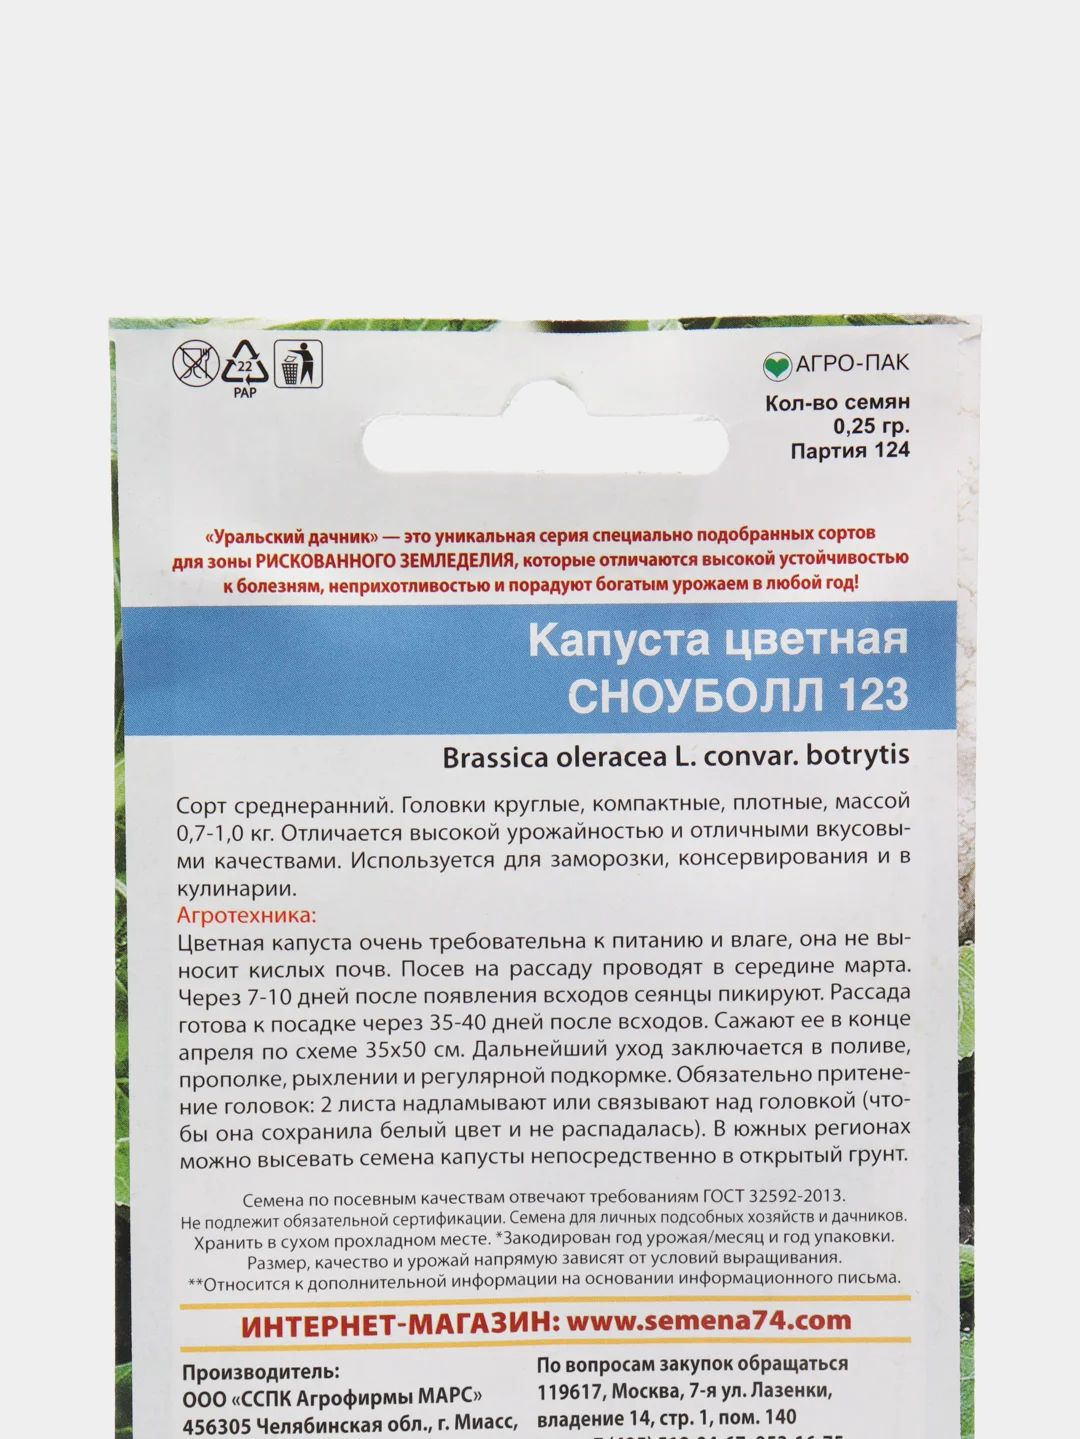 22
PAP
АГРО-ПАК
Кол-во семян
0,25 гр.
Партия 124
«Уральский дачник» — это уникальная серия специально подобранных сортов
для зоны РИСКОВАННОГО ЗЕМЛЕДЕЛИЯ, которые отличаются высокой устойчивостью
к болезням, неприхотливостью и порадуют богатым урожаем в любой год!
Капуста цветная
СНОУБОЛЛ 123
Brassica oleracea L. convar. botrytis
Сорт среднеранний. Головки круглые, компактные, плотные, массой
0,7-1,0 кг. Отличается высокой урожайностью и отличными вкусовы-
ми качествами. Используется для заморозки, консервирования и в
кулинарии.
Агротехника:
Цветная капуста очень требовательна к питанию и влаге, она не вы-
носит кислых почв. Посев на рассаду проводят в середине марта.
Через 7-10 дней после появления всходов сеянцы пикируют. Рассада
готова к посадке через 35-40 дней после всходов. Сажают ее в конце
апреля по схеме 35х50 см. Дальнейший уход заключается в поливе,
прополке, рыхлении и регулярной подкормке. Обязательно притене-
ние головок: 2 листа надламывают или связывают над головкой (что-
бы она сохранила белый цвет и не распадалась). В южных регионах
можно высевать семена капусты непосредственно в открытый грунт.
Семена по посевным качествам отвечают требованиям ГОСТ 32592-2013.
Не подлежит обязательной сертификации. Семена для личных подсобных хозяйств и дачников.
Хранить в сухом прохладном месте. *Закодирован год урожая/месяц и год упаковки.
Размер, качество и урожай напрямую зависят от условий выращивания.
**Относится к дополнительной информации на основании информационного письма.
ИНТЕРНЕТ-МАГАЗИН: www.semena74.com
Производитель:
ООО «ССПК Агрофирмы МАРС»
456305 Челябинская обл., г. Миасс,
По вопросам закупок обращаться
119617, Москва, 7-я ул. Лазенки,
владение 14, стр. 1, пом. 140